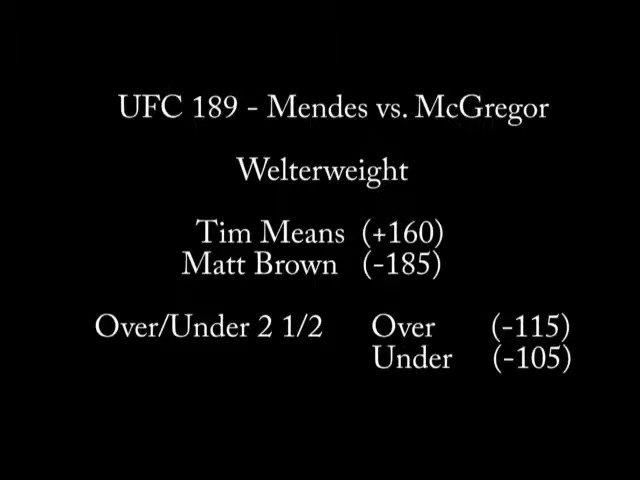 UFC 189 - Mendes vs. McGregor
Welterweight
Tim Means (+160)
Matt Brown (-185)
Over/Under 2 1/2 Over (-115)
Under (-105)